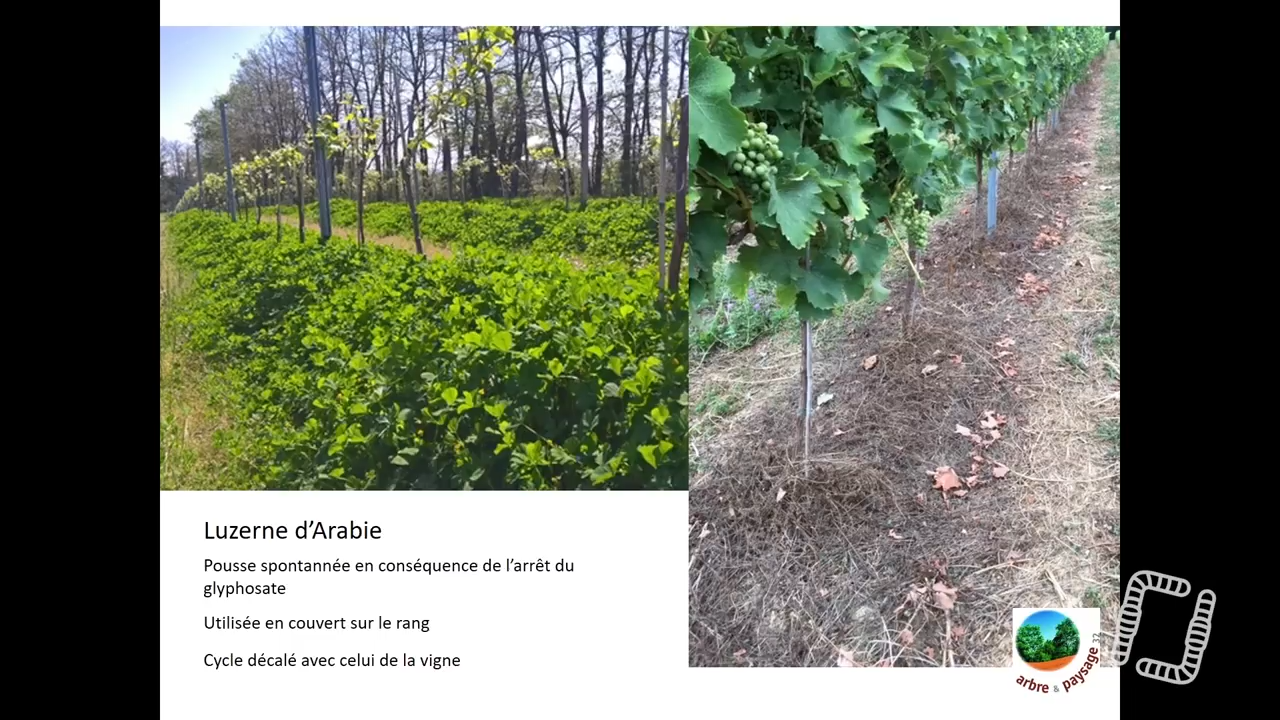 Luzerne d’Arabie
Pousse spontannée en conséquence de l’arrêt du
glyphosate
Utilisée en couvert sur le rang
Cycle décalé avec celui de la vigne
arbre & paysage 32